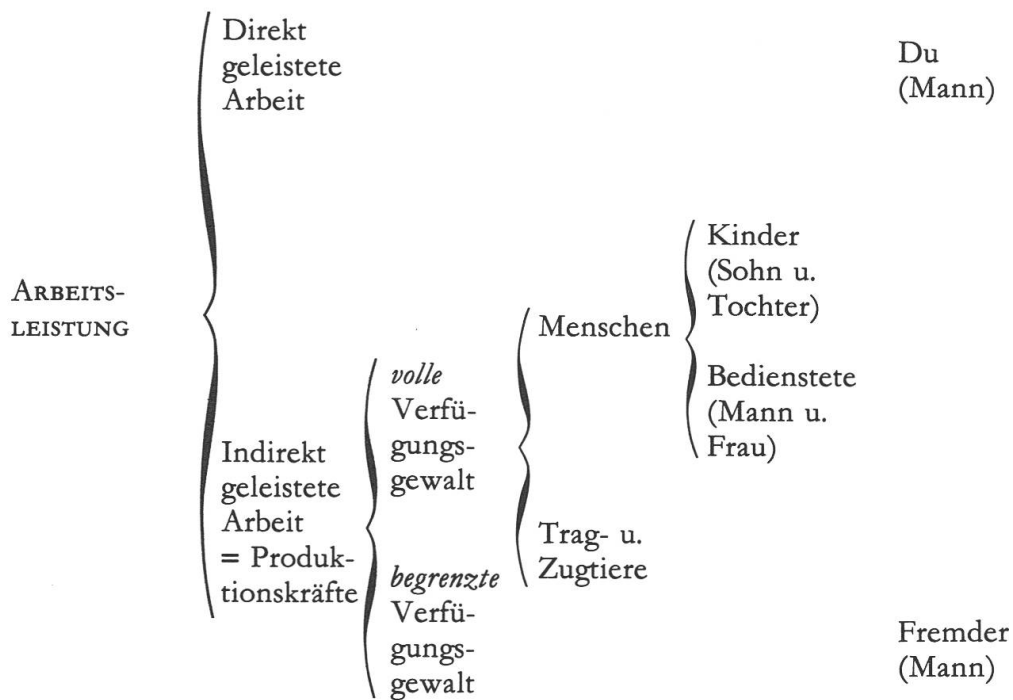 Direkt
geleistete
Arbeit
Du
(Mann)
ARBEITS-
LEISTUNG
Indirekt
geleistete
Arbeit
= Produk-
tionskräfte
volle
Verfü-
gungs-
gewalt
Menschen
Kinder
(Sohn u.
Tochter)
Bedienstete
(Mann u.
Frau)
Trag- u.
Zugtiere
begrenzte
Verfü-
gungs-
gewalt
Fremder
(Mann)